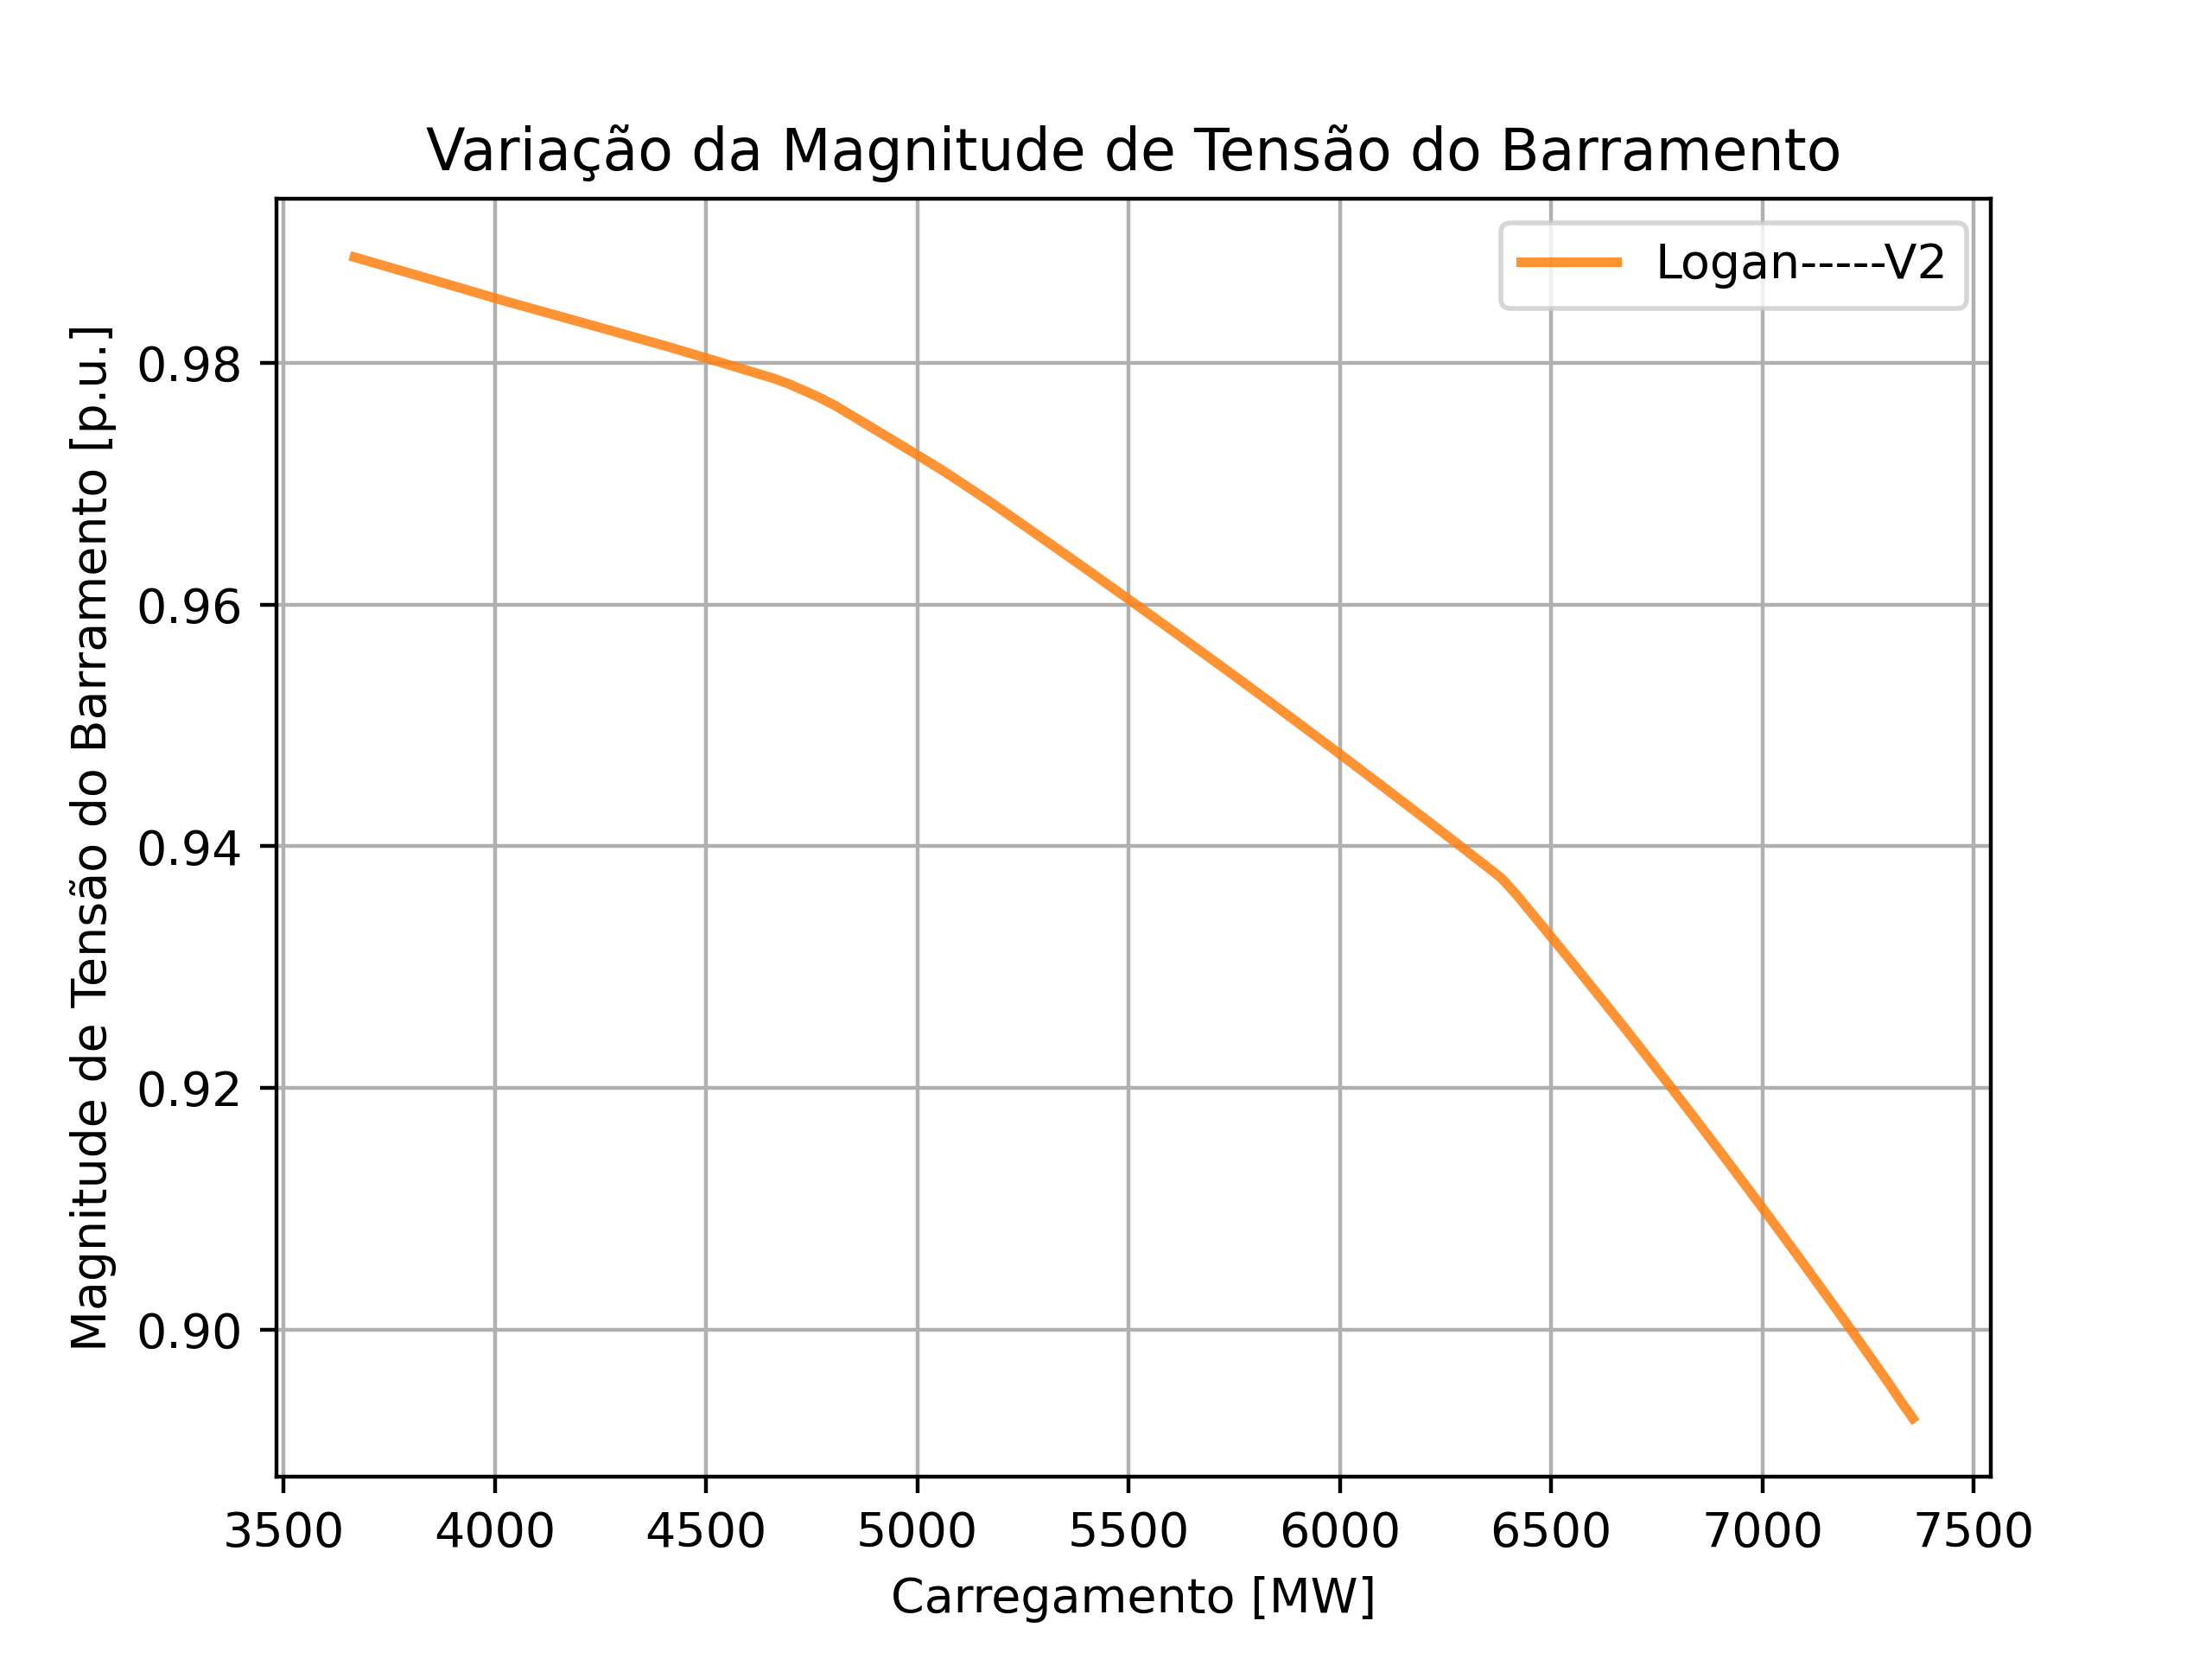 Variação da Magnitude de Tensão do Barramento
Logan-----V2
Magnitude de Tensão do Barramento [p.u.]
0.98
0.96
0.94
0.92
0.90
3500 4000 4500 5000 5500 6000 6500 7000 7500
Carregamento [MW]